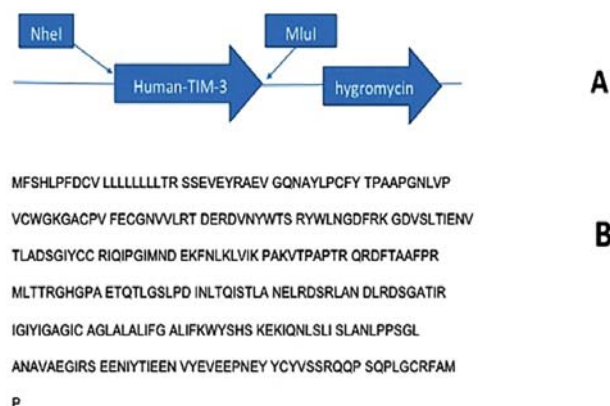 NheI
MluI
Human-TIM-3
hygromycin
A
MFSHLPFDCV LLLLLLLLTR SSEVEYRAEV GQNAYLPCFY TPAAPGNLVP
VCWGKGACPV FECGNVVLRT DERDVNYWTS RYWLNGDFRK GDVSLTIENV
TLADSGIYCC RIQIPGIMND EKFNLKLVIK PAKVTPAPTR QRDFTAAFPR
MLTTRGHGPA ETQTLGSLPD INLTQISTLA NELRDSRLAN DLRDSGATIR
IGIYIGAGIC AGLALALIFG ALIFKWYSHS KEKIQNLSLI SLANLPPSGL
ANAVAEGIRS EENIYTIEEN VYEVEEPNEY YCYVSSRQQP SQPLGCRFAM
P
B